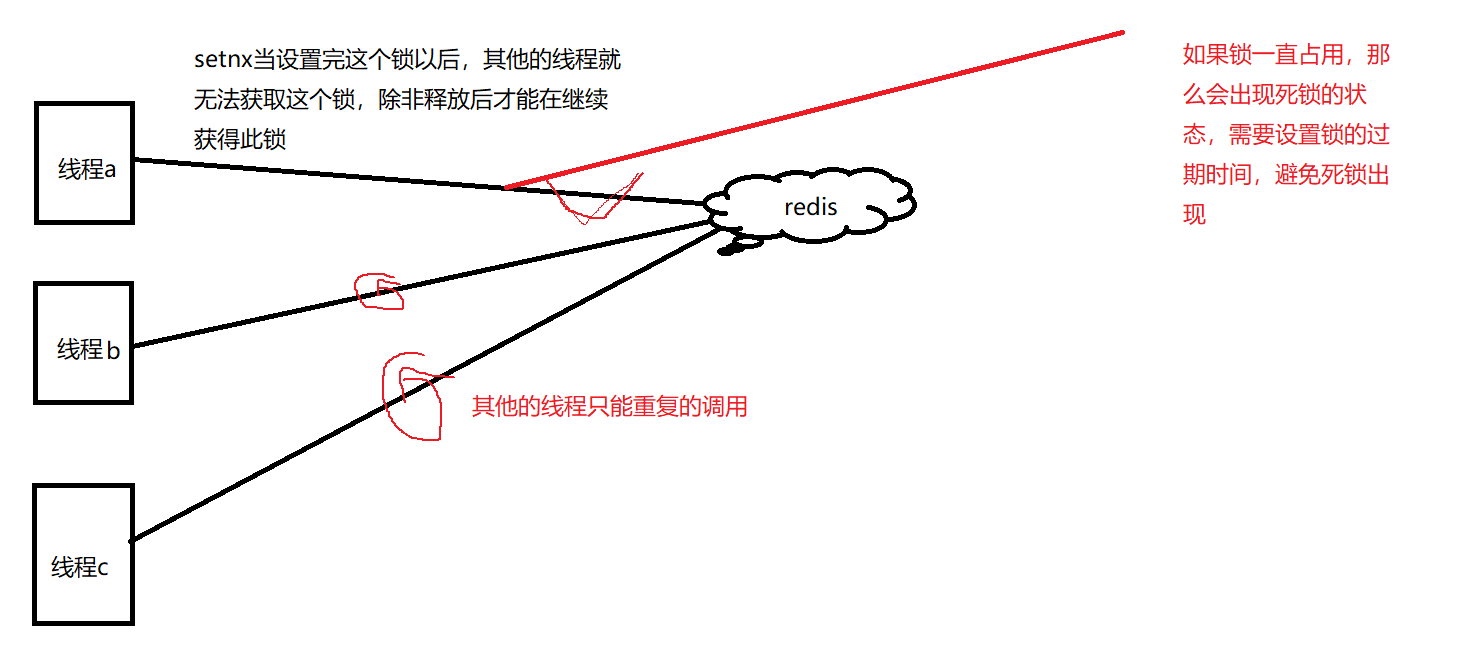 setnx当设置完这个锁以后，其他的线程就
无法获取这个锁，除非释放后才能在继续
获得此锁
如果锁一直占用，那
么会出现死锁的状
态，需要设置锁的过
期时间，避免死锁出
现
线程a
redis
线程b
其他的线程只能重复的调用
线程c